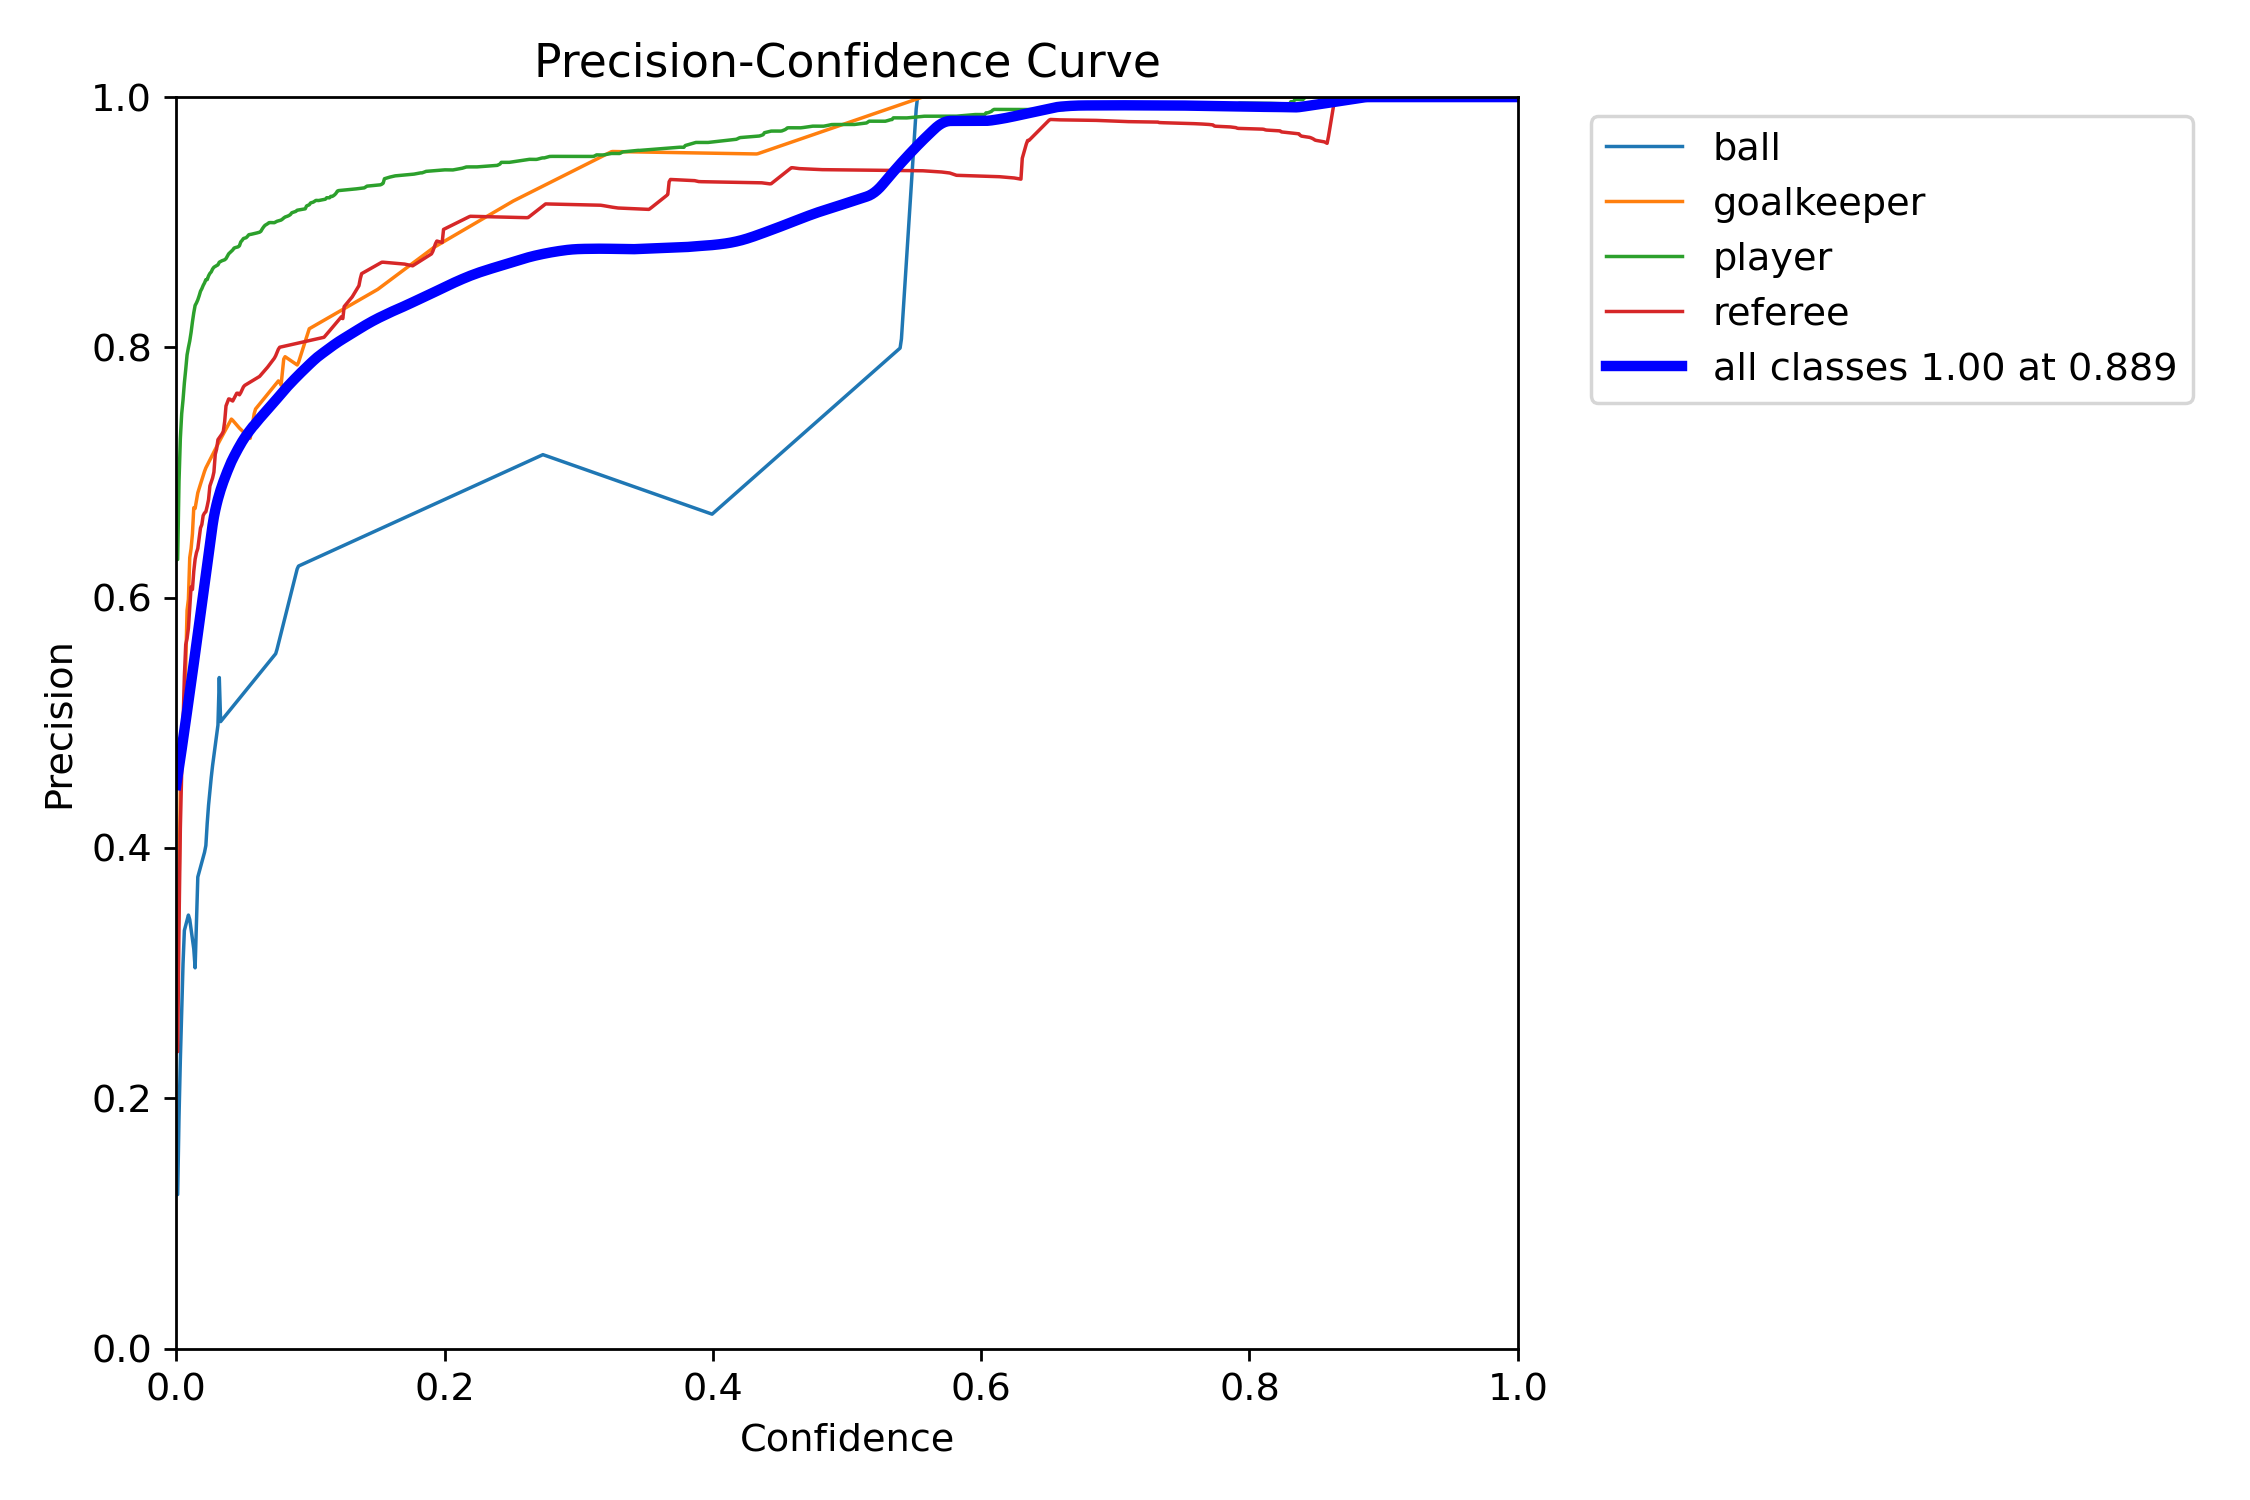 Precision-Confidence Curve
1.0
0.8
0.6
0.4
0.2
0.0
Precision
0.0 0.2 0.4 0.6 0.8 1.0
Confidence
ball
goalkeeper
player
referee
all classes 1.00 at 0.889